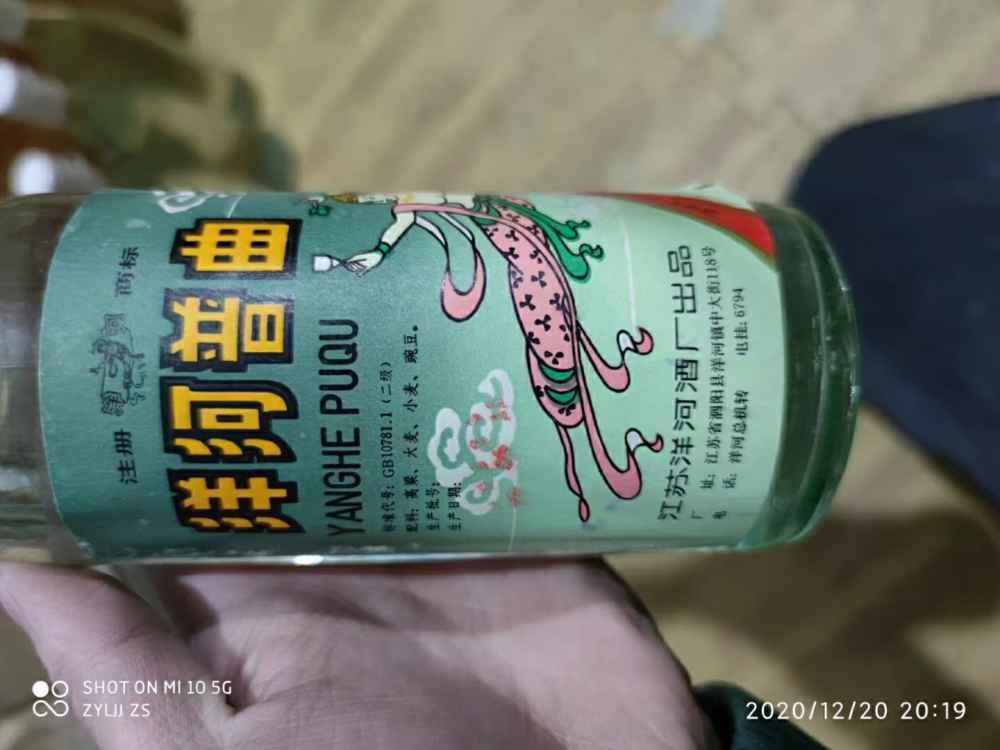 注册 商标
洋河普曲
YANGHE PUQU
标准代号: GB10781.1 (二级)
配料: 高粱、大麦、小麦、豌豆。
生产批号:
生产日期:
江苏洋河酒厂出品
厂 址: 江苏省泗阳县洋河镇中大街118号
电 话: 洋河总机转 电挂: 6794
SHOT ON MI 10 5G
ZYLJJ ZS
2020/12/20 20:19